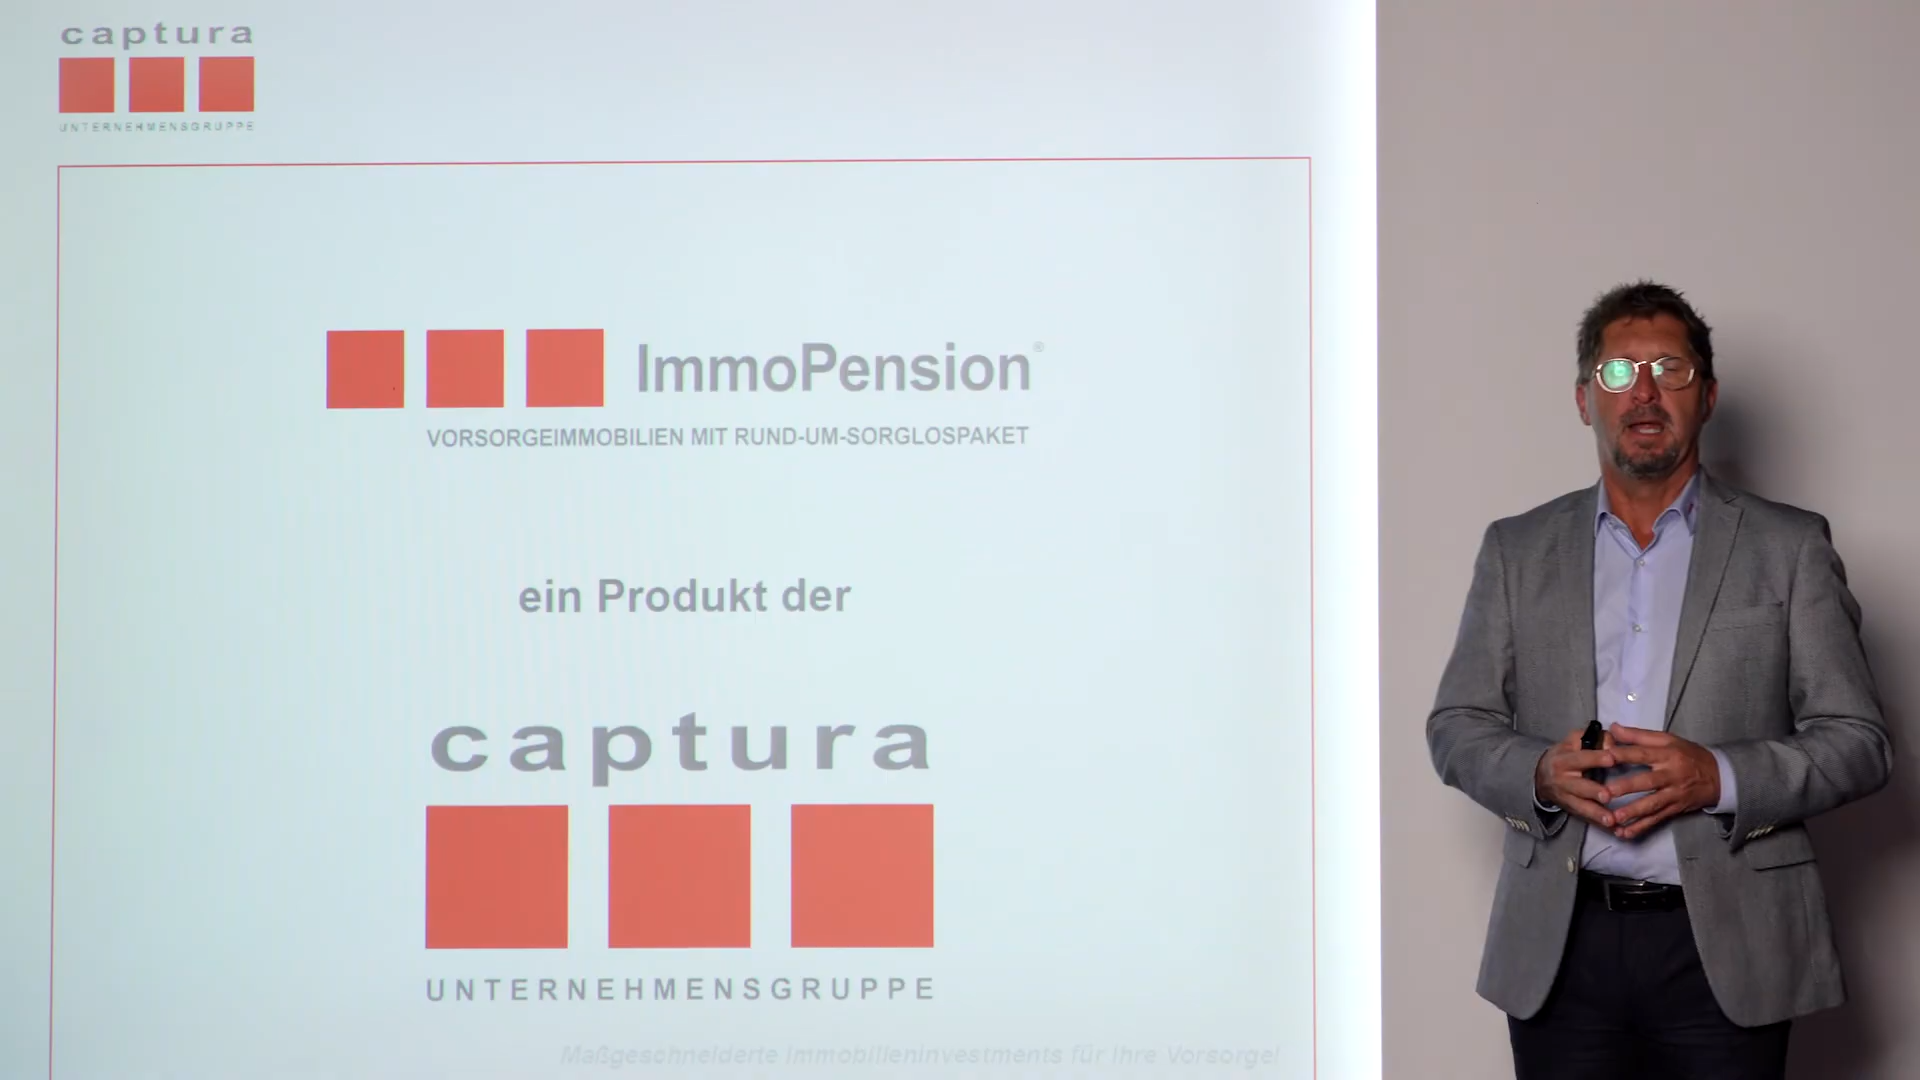 captura
UNTERNEHMENSGRUPPE
ImmoPension®
VORSORGEIMMOBILIEN MIT RUND-UM-SORGLOSPAKET
ein Produkt der
captura
UNTERNEHMENSGRUPPE
Maßgeschneiderte Immobilieninvestments für Ihre Vorsorge!